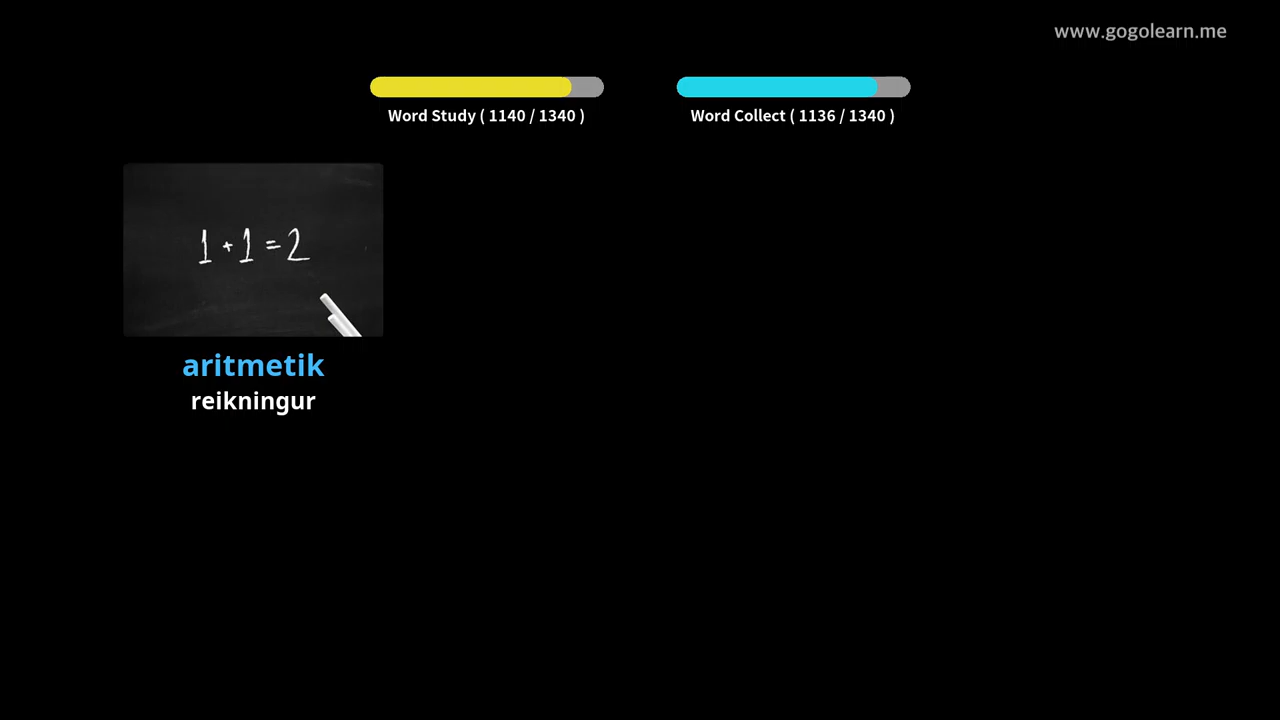 www.gogolearn.me
Word Study ( 1140 / 1340 )
Word Collect ( 1136 / 1340 )
1 + 1 = 2
aritmetik
reikningur